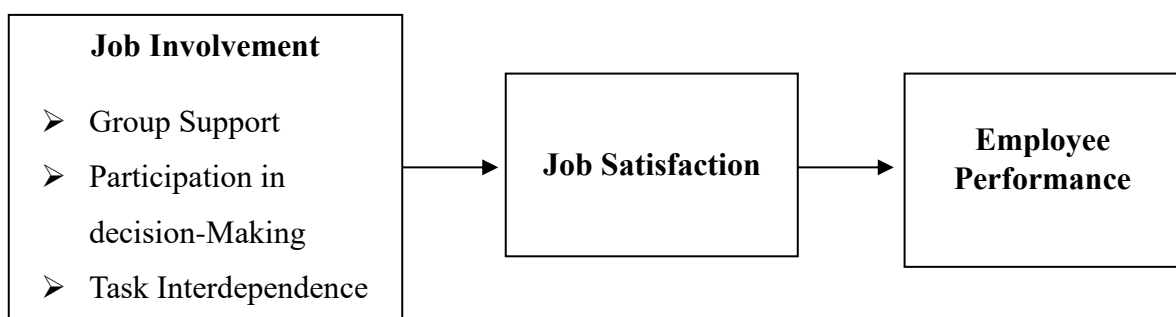 Job Involvement
➢ Group Support
➢ Participation in
decision-Making
➢ Task Interdependence
Job Satisfaction
Employee
Performance